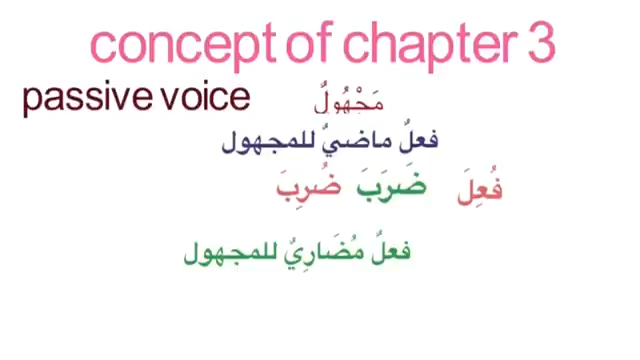 concept of chapter 3
passive voice مَجْهُولٌ
فعلٌ ماضيٌ للمجهول
فُعِلَ ضَرَبَ ضُرِبَ
فعلٌ مُضَارِيٌ للمجهول